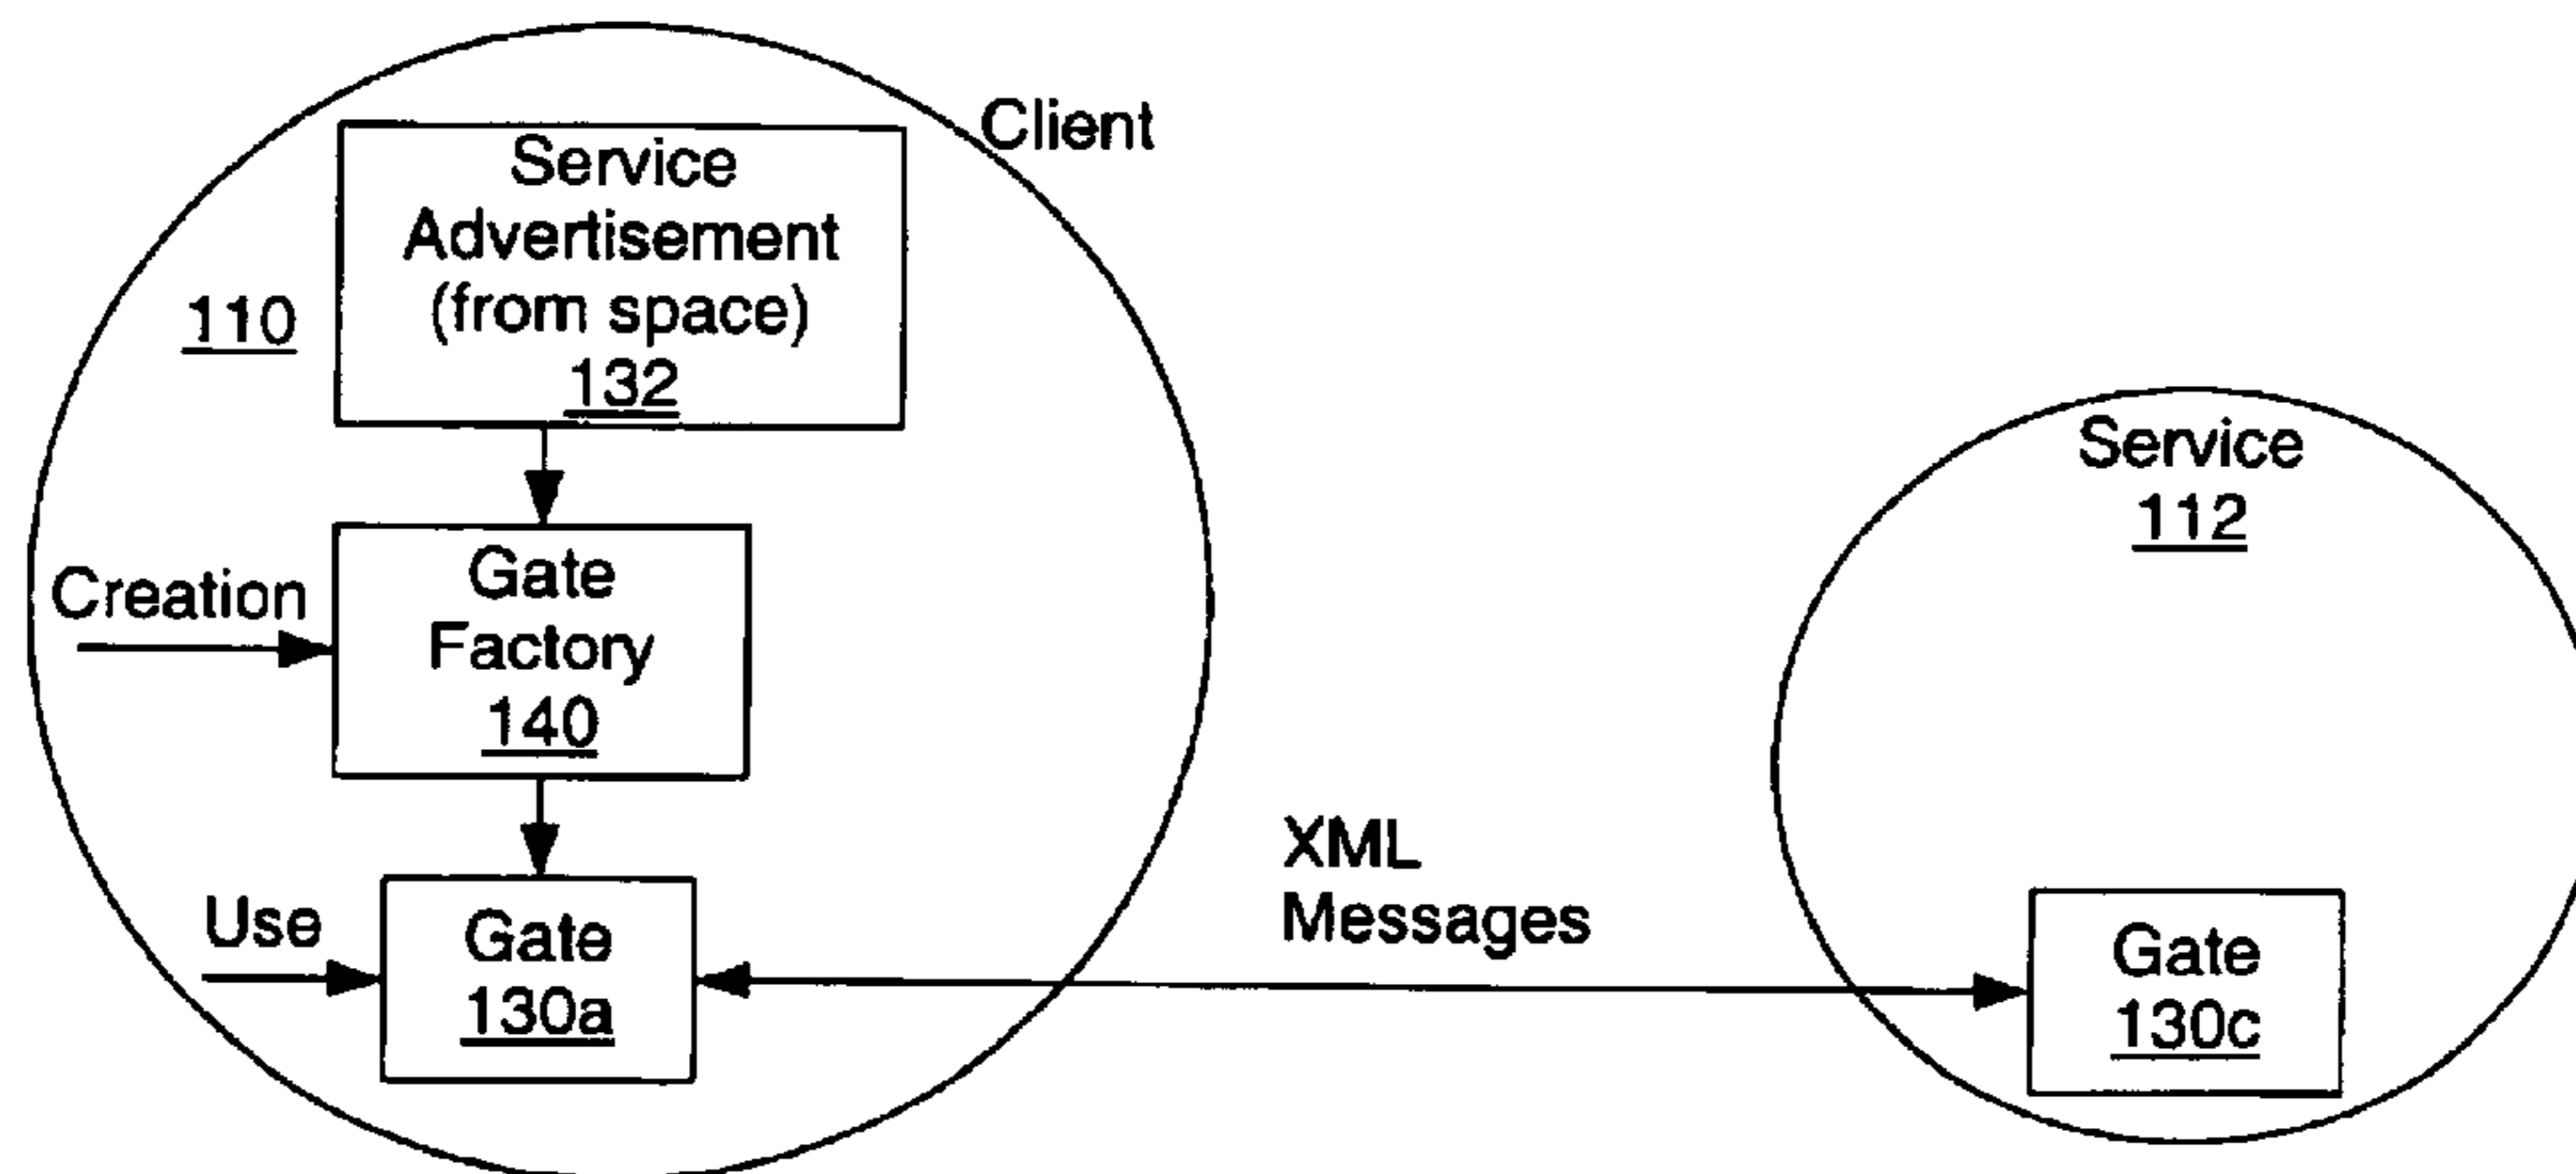 Client
Service
Advertisement
(from space)
132
110
Creation
Gate
Factory
140
Use
Gate
130a
XML
Messages
Service
112
Gate
130c